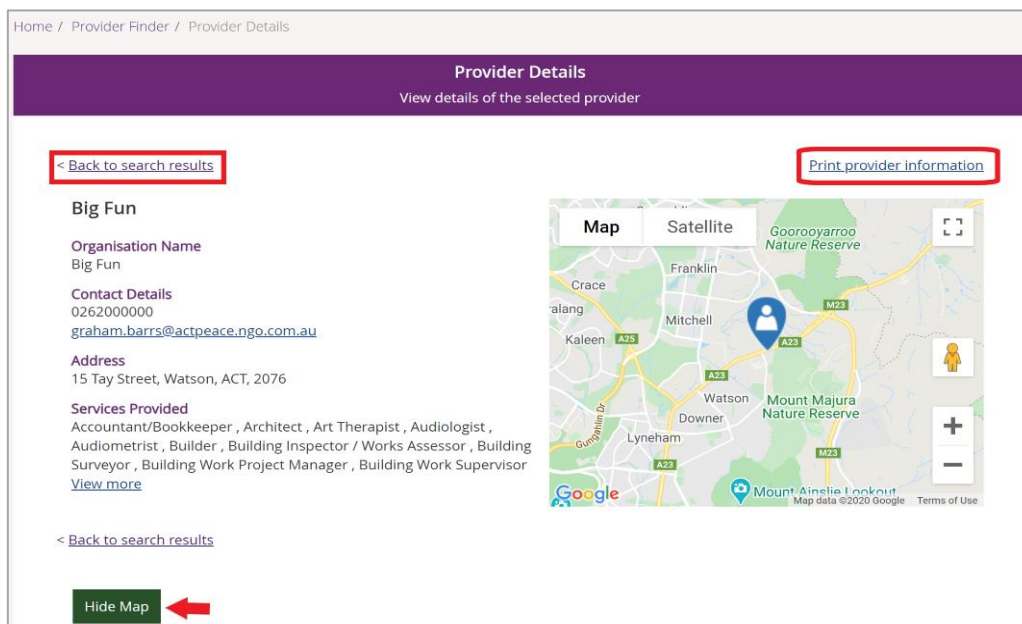 Home / Provider Finder / Provider Details
Provider Details
View details of the selected provider
< Back to search results
Print provider information
Big Fun
Organisation Name
Big Fun
Contact Details
0262000000
graham.barrs@actpeace.ngo.com.au
Address
15 Tay Street, Watson, ACT, 2076
Services Provided
Accountant/Bookkeeper , Architect , Art Therapist , Audiologist ,
Audiometrist , Builder , Building Inspector / Works Assessor , Building
Surveyor , Building Work Project Manager , Building Work Supervisor
View more
Map
Satellite
Goorooyarroo
Nature Reserve
Franklin
Crace
alang
Mitchell
M23
Kaleen
A25
A23
A23
Watson
Mount Majura
Nature Reserve
Downer
Gungahlin Dr
Lyneham
A23
M23
Google
Mount Ainslie Lookout
Map data ©2020 Google
Terms of Use
< Back to search results
Hide Map